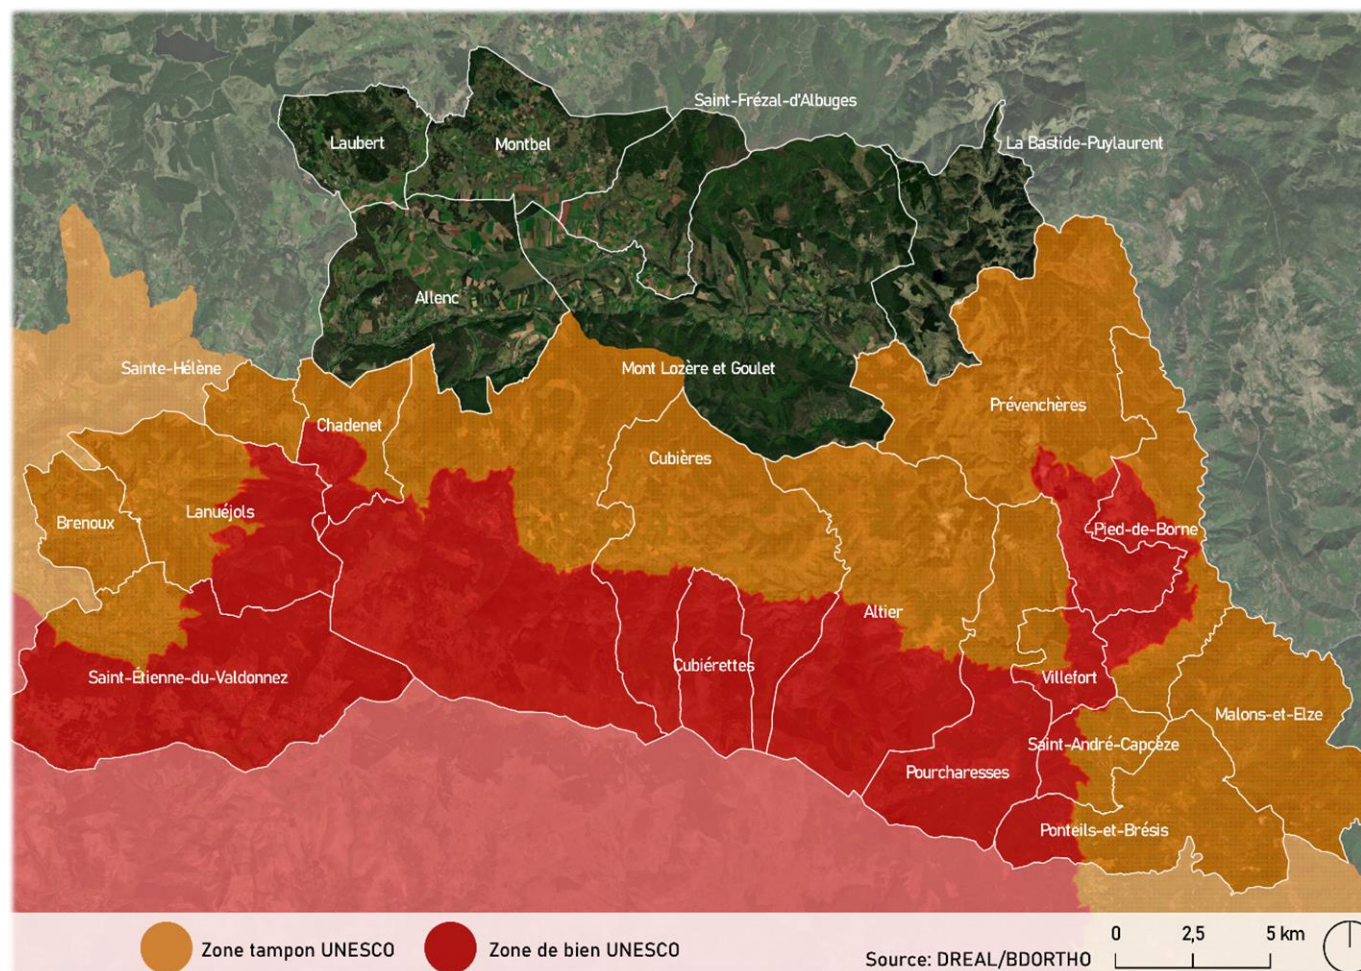 Saint-Frézal-d'Albuges
Laubert
Montbel
La Bastide-Puylaurent
Allenc
Sainte-Hélène
Mont Lozère et Goulet
Prévenchères
Chadenet
Cubières
Lanuéjols
Brenoux
Pied-de-Borne
Altier
Cubiérettes
Saint-Étienne-du-Valdonnez
Villefort
Malons-et-Elze
Saint-André-Capcèze
Pourcharesses
Ponteils-et-Brésis
Zone tampon UNESCO
Zone de bien UNESCO
Source: DREAL/BDORTHO
0 2,5 5 km